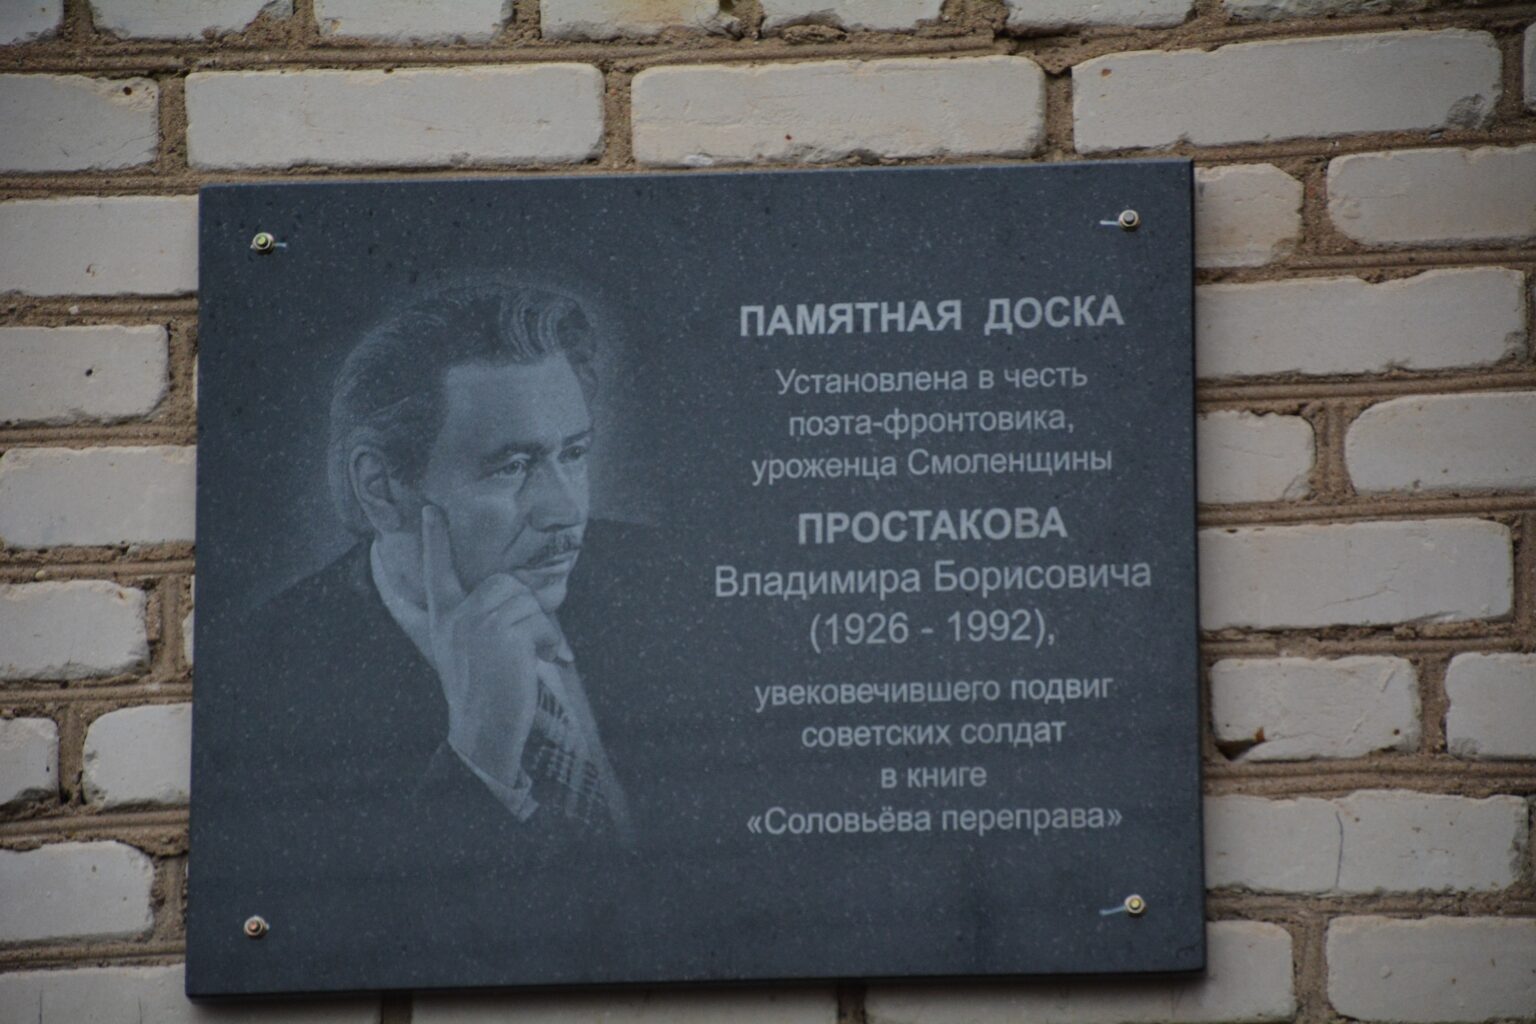 ПАМЯТНАЯ ДОСКА
Установлена в честь
поэта-фронтовика,
уроженца Смоленщины
ПРОСТАКОВА
Владимира Борисовича
(1926 - 1992),
увековечившего подвиг
советских солдат
в книге
«Соловьёва переправа»